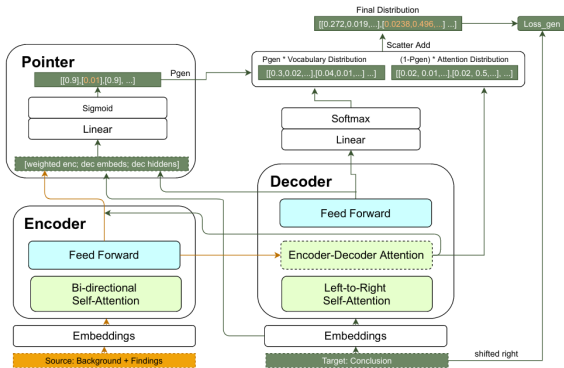 Final Distribution
[[0.272,0.019,...],[0.0238,0.496,...] ...]
Loss_gen
Scatter Add
Pointer
Pgen
Pgen * Vocabulary Distribution
(1-Pgen) * Attention Distribution
[[0.9],[0.01],[0.9], ...]
[[0.3,0.02,...],[0.04,0.01,...] ...]
[[0.02, 0.01,...],[0.02, 0.5,...], ...]
Sigmoid
Linear
Softmax
Linear
[weighted enc; dec embeds; dec hiddens]
Decoder
Encoder
Feed Forward
Feed Forward
Encoder-Decoder Attention
Bi-directional
Self-Attention
Left-to-Right
Self-Attention
Embeddings
Embeddings
shifted right
Source: Background + Findings
Target: Conclusion